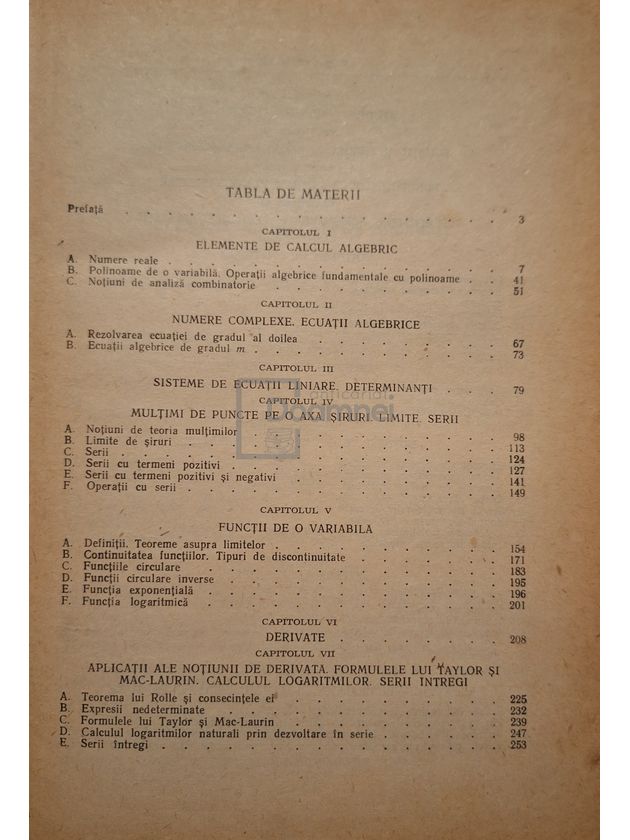 TABLA DE MATERII
Prefață . . . . . . . . . . . . . . . . 3
CAPITOLUL I
ELEMENTE DE CALCUL ALGEBRIC
A. Numere reale . . . . . . . . . . . . . 7
B. Polinoame de o variabilă. Operații algebrice fundamentale cu polinoame . . 41
C. Noțiuni de analiză combinatorie . . . . . . . . . 51
CAPITOLUL II
NUMERE COMPLEXE. ECUAȚII ALGEBRICE
A. Rezolvarea ecuației de gradul al doilea . . . . . . . . 67
B. Ecuații algebrice de gradul m . . . . . . . . . . 73
CAPITOLUL III
SISTEME DE ECUAȚII LINIARE. DETERMINANȚI . . . 79
CAPITOLUL IV
MULȚIMI DE PUNCTE PE O AXA ȘIRURI LIMITE. SERII
A. Noțiuni de teoria mulțimilor . . . . . . . . . . 98
B. Limite de șiruri . . . . . . . . . . . . 113
C. Serii . . . . . . . . . . . . . . 124
D. Serii cu termeni pozitivi . . . . . . . . . . . 127
E. Serii cu termeni pozitivi și negativi . . . . . . . . . 141
F. Operații cu serii . . . . . . . . . . . . 149
CAPITOLUL V
FUNCȚII DE O VARIABILA
A. Definiții. Teoreme asupra limitelor . . . . . . . . . 154
B. Continuitatea funcțiilor. Tipuri de discontinuitate . . . . . . 171
C. Funcțiile circulare . . . . . . . . . . . . 183
D. Funcții circulare inverse . . . . . . . . . . . 195
E. Funcția exponențială . . . . . . . . . . . 196
F. Funcția logaritmică . . . . . . . . . . . 201
CAPITOLUL VI
DERIVATE . . . . . . . 208
CAPITOLUL VII
APLICAȚII ALE NOȚIUNII DE DERIVATA. FORMULELE LUI TAYLOR ȘI
MAC-LAURIN. CALCULUL LOGARITMILOR. SERII INTREGI
A. Teorema lui Rolle și consecințele ei . . . . . . . . . 225
B. Expresii nedeterminate . . . . . . . . . . . 232
C. Formulele lui Taylor și Mac-Laurin . . . . . . . . . 239
D. Calculul logaritmilor naturali prin dezvoltare în serie . . . . . 247
E. Serii întregi . . . . . . . . . . . . . 253